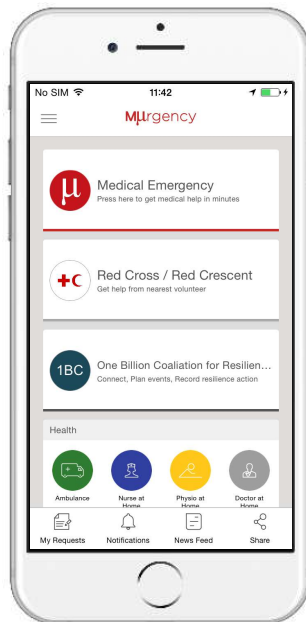 No SIM 11:42
Mµrgency
µ
Medical Emergency
Press here to get medical help in minutes
Red Cross / Red Crescent
Get help from nearest volunteer
1BC
One Billion Coaliation for Resilien...
Connect, Plan events, Record resilience action
Health
Ambulance Nurse at Home Physio at Home Doctor at Home
My Requests Notifications News Feed Share